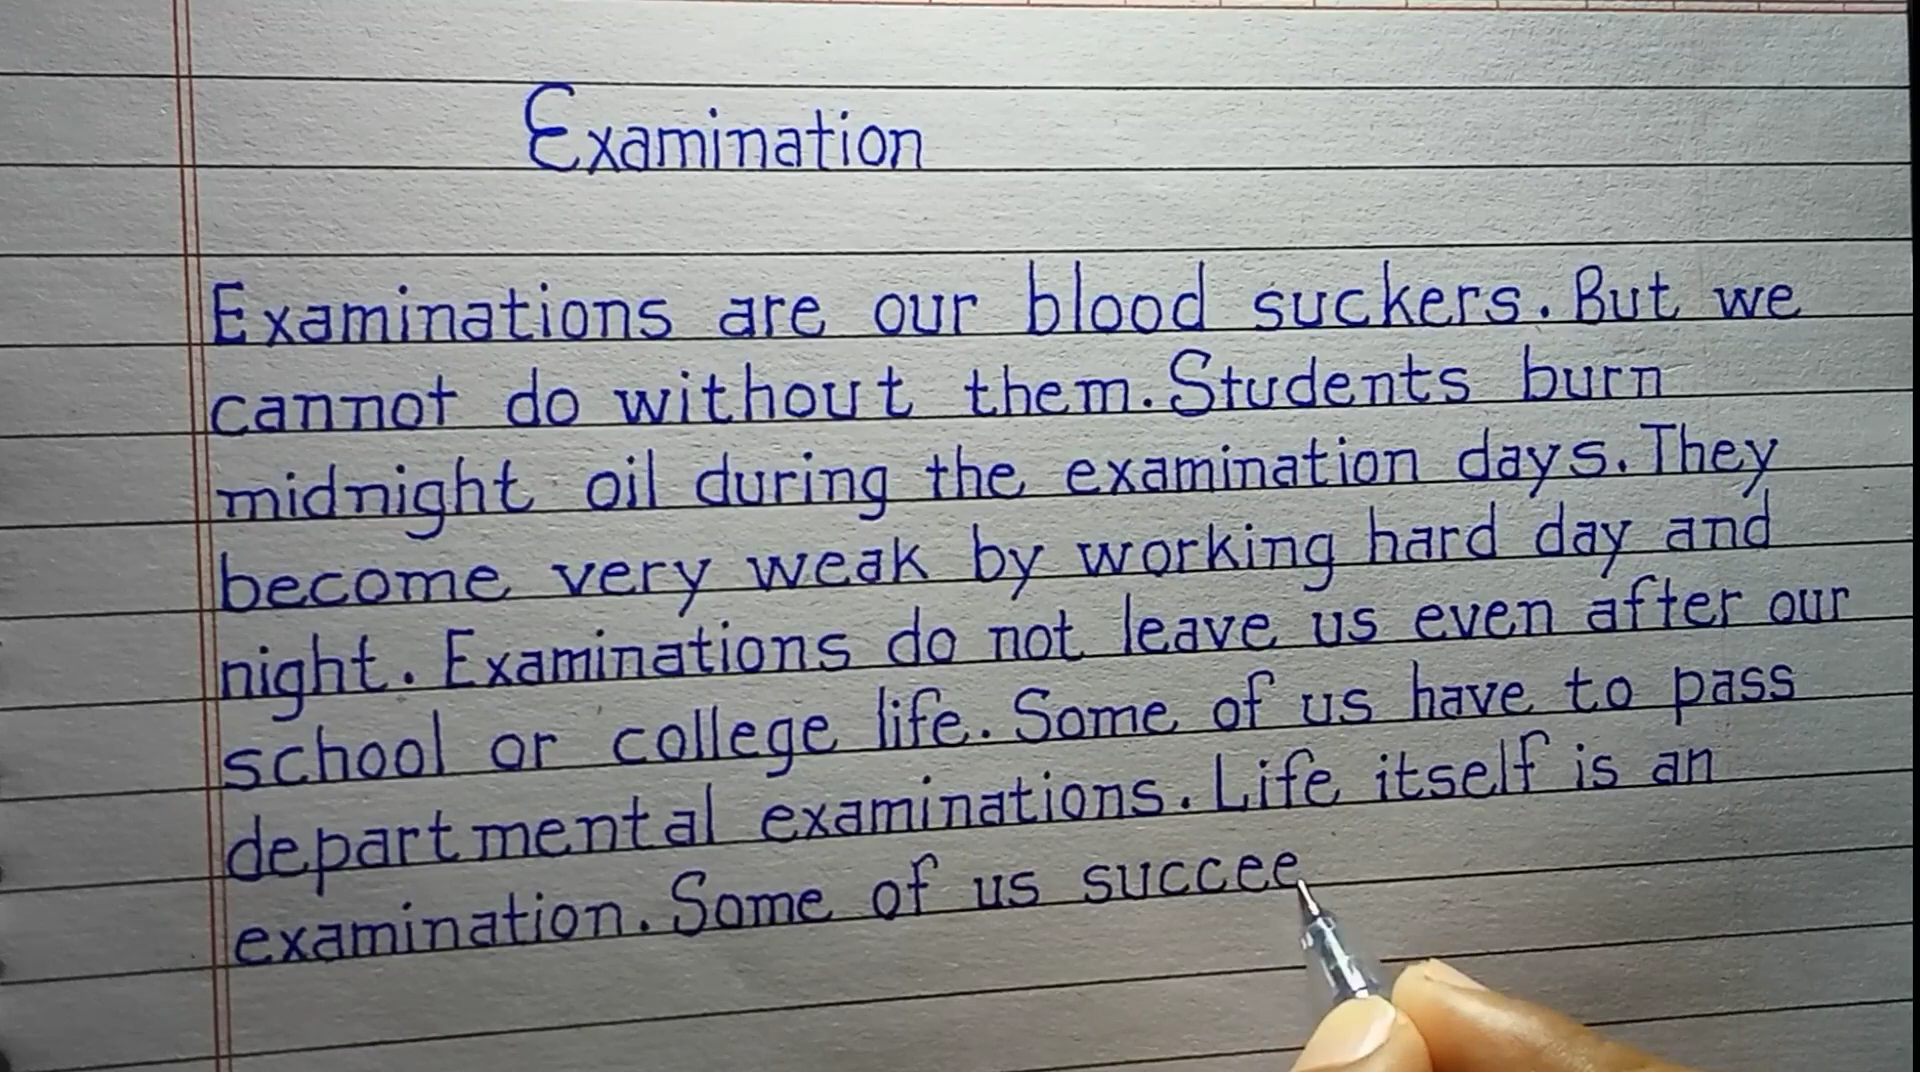 Examination
Examinations are our blood suckers. But we
cannot do without them. Students burn
midnight oil during the examination days. They
become very weak by working hard day and
night. Examinations do not leave us even after our
school or college life. Some of us have to pass
departmental examinations. Life itself is an
examination. Some of us succee